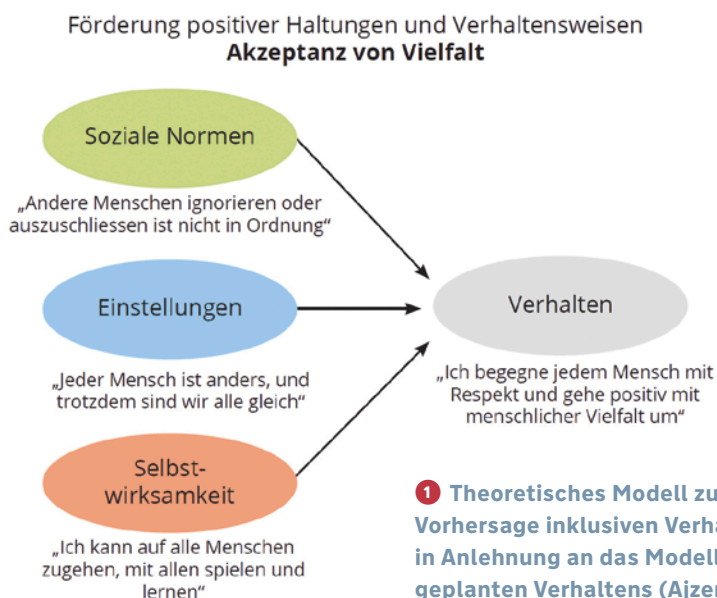 Förderung positiver Haltungen und Verhaltensweisen
Akzeptanz von Vielfalt
Soziale Normen
„Andere Menschen ignorieren oder
auszuschliessen ist nicht in Ordnung“
Einstellungen
„Jeder Mensch ist anders, und
trotzdem sind wir alle gleich“
Selbst-
wirksamkeit
„Ich kann auf alle Menschen
zugehen, mit allen spielen und
lernen“
Verhalten
„Ich begegne jedem Mensch mit
Respekt und gehe positiv mit
menschlicher Vielfalt um“
1 Theoretisches Modell zu
Vorhersage inklusiven
in Anlehnung an das Modell
geplanten Verhaltens (Ajzen